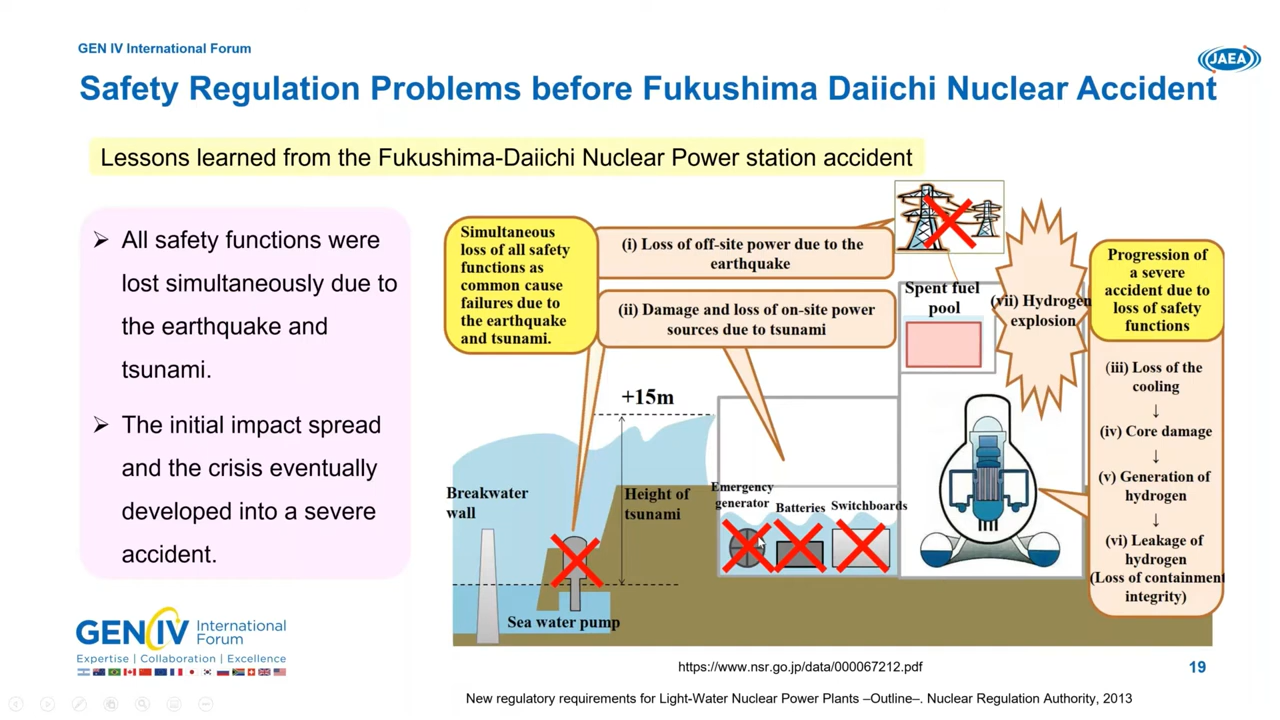 GEN IV International Forum
JAEA
Safety Regulation Problems before Fukushima Daiichi Nuclear Accident
Lessons learned from the Fukushima-Daiichi Nuclear Power station accident
➢ All safety functions were
lost simultaneously due to
the earthquake and
tsunami.
➢ The initial impact spread
and the crisis eventually
developed into a severe
accident.
Simultaneous
loss of all safety
functions as
common cause
failures due to
the earthquake
and tsunami.
(i) Loss of off-site power due to the
earthquake
(ii) Damage and loss of on-site power
sources due to tsunami
Spent fuel
pool
(vii) Hydrogen
explosion
Progression of
a severe
accident due to
loss of safety
functions
(iii) Loss of the
cooling
↓
(iv) Core damage
↓
(v) Generation of
hydrogen
↓
(vi) Leakage of
hydrogen
(Loss of containment
integrity)
+15m
Breakwater
wall
Height of
tsunami
Emergency
generator
Batteries
Switchboards
Sea water pump
GEN IV International
Forum
Expertise | Collaboration | Excellence
https://www.nsr.go.jp/data/000067212.pdf
19
New regulatory requirements for Light-Water Nuclear Power Plants –Outline–. Nuclear Regulation Authority, 2013